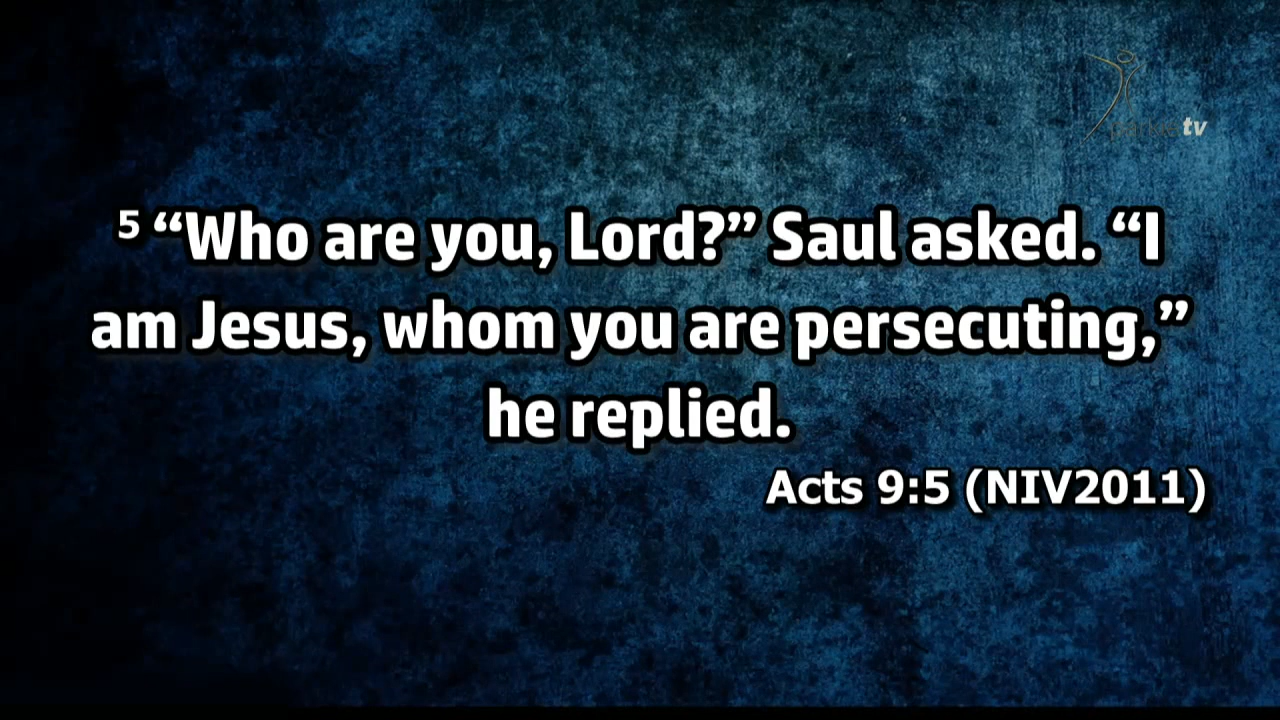 5 “Who are you, Lord?” Saul asked. “I
am Jesus, whom you are persecuting,”
he replied.
Acts 9:5 (NIV2011)
tv